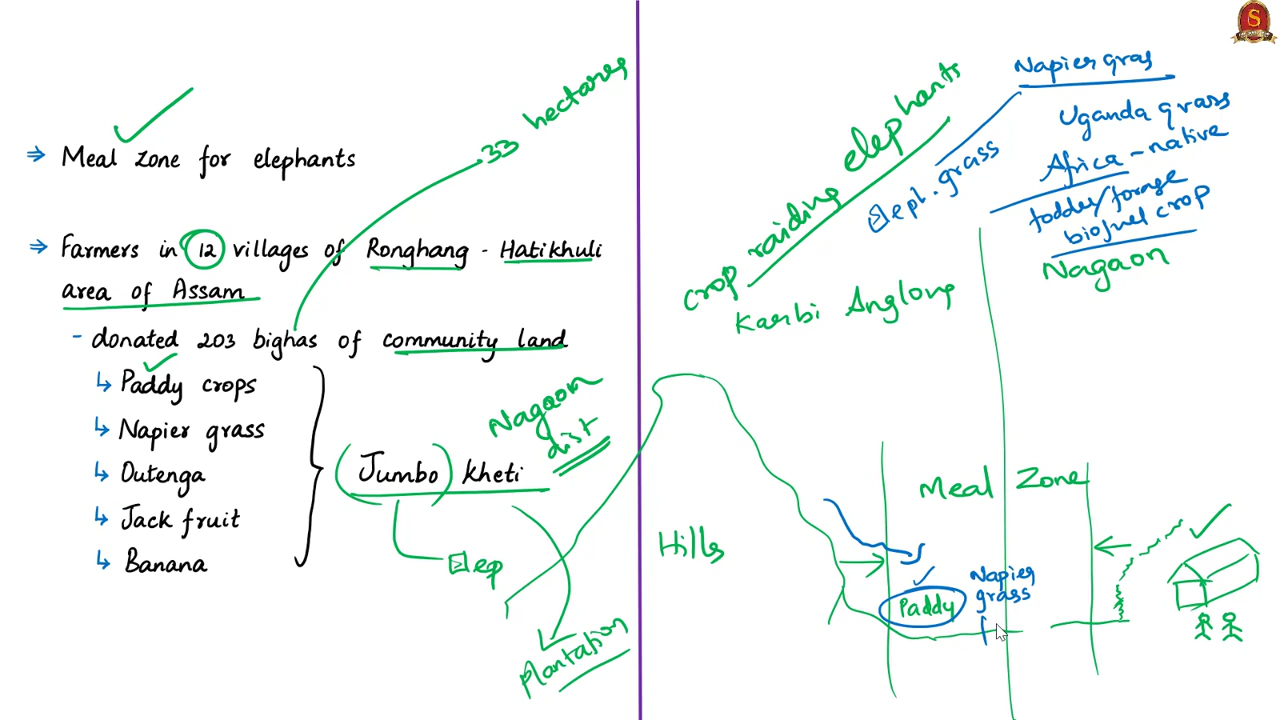 ⇒ Meal zone for elephants
33 hectares
⇒ Farmers in 12 villages of Ronghang - Hatikhuli
area of Assam
- donated 203 bighas of community land
↳ Paddy crops
↳ Napier grass
↳ Outenga
↳ Jack fruit
↳ Banana
Jumbo kheti
Nagaon
dist
Elep
plantation
crop raiding elephants
Napier gras
Elep. grass
Uganda grass
Africa - native
fodder/forage
biofuel crop
Karbi Anglong
Nagaon
Hills
Meal Zone
Paddy
Napier
grass
S